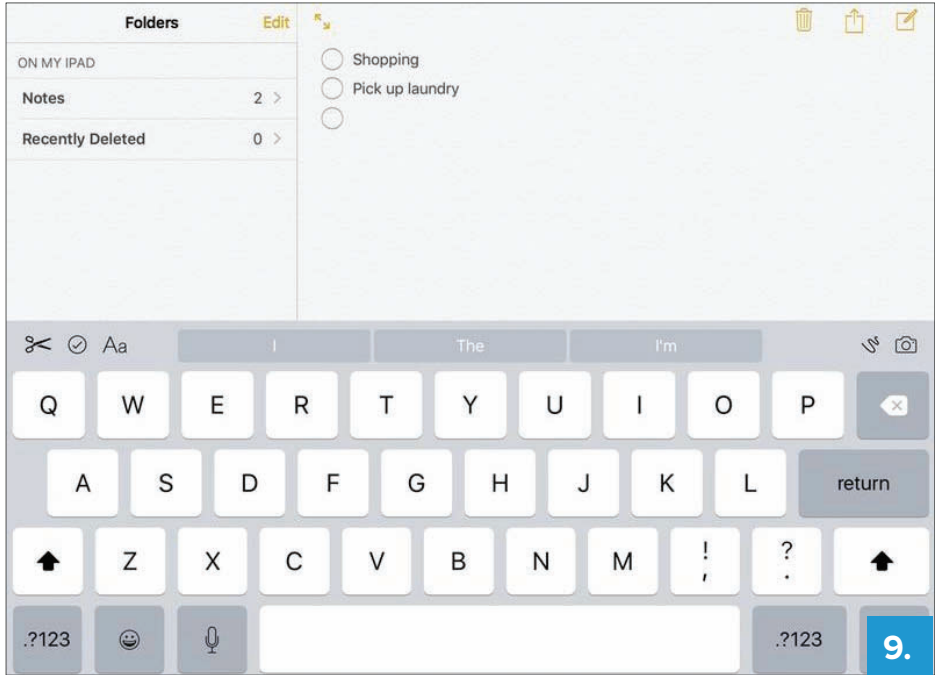 Folders
Edit
ON MY IPAD
Notes 2 >
Recently Deleted 0 >
Shopping
Pick up laundry
Aa
I The I'm
Q W E R T Y U I O P
A S D F G H J K L return
Z X C V B N M ! , ? .
.?123 .?123
9.